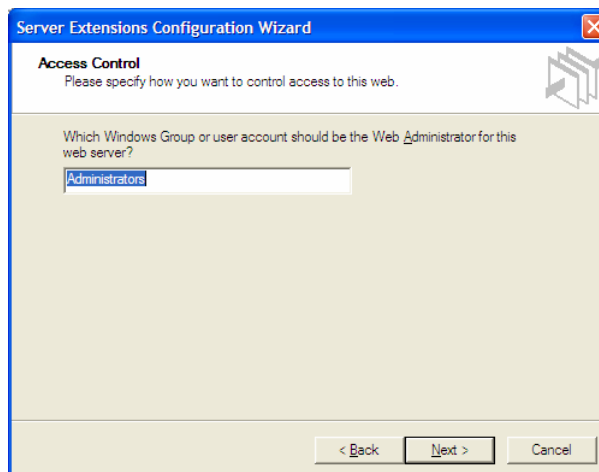 Server Extensions Configuration Wizard
Access Control
Please specify how you want to control access to this web.
Which Windows Group or user account should be the Web Administrator for this
web server?
Administrators
< Back Next > Cancel